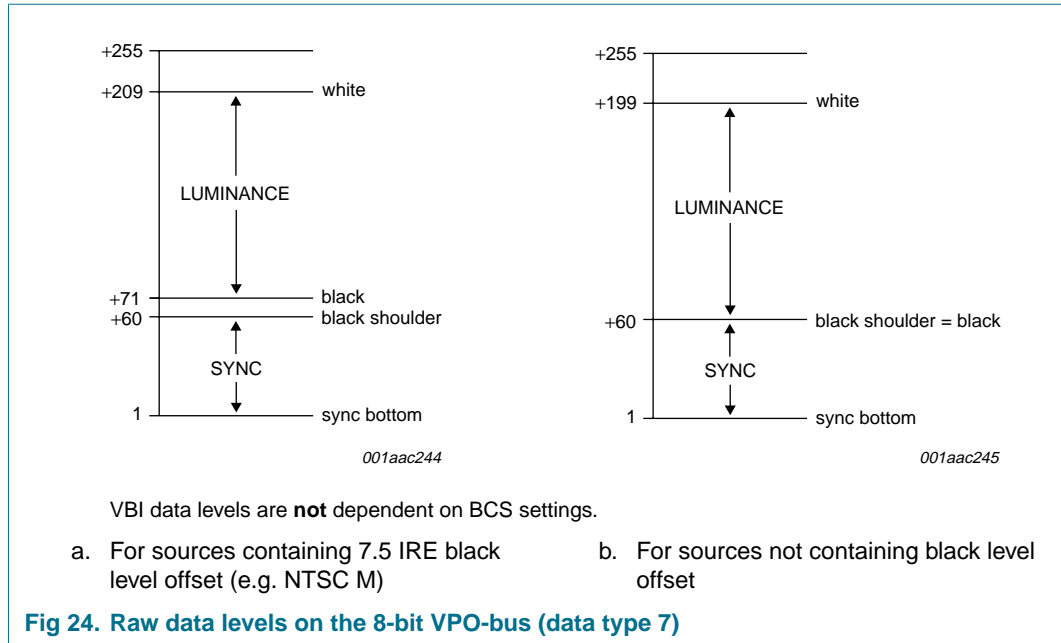 +255
+209
white
LUMINANCE
+71
black
+60
black shoulder
SYNC
1
sync bottom
001aac244
+255
+199
white
LUMINANCE
+60
black shoulder = black
SYNC
1
sync bottom
001aac245
VBI data levels are not dependent on BCS settings.
a. For sources containing 7.5 IRE black
level offset (e.g. NTSC M)
b. For sources not containing black level
offset
Fig 24. Raw data levels on the 8-bit VPO-bus (data type 7)